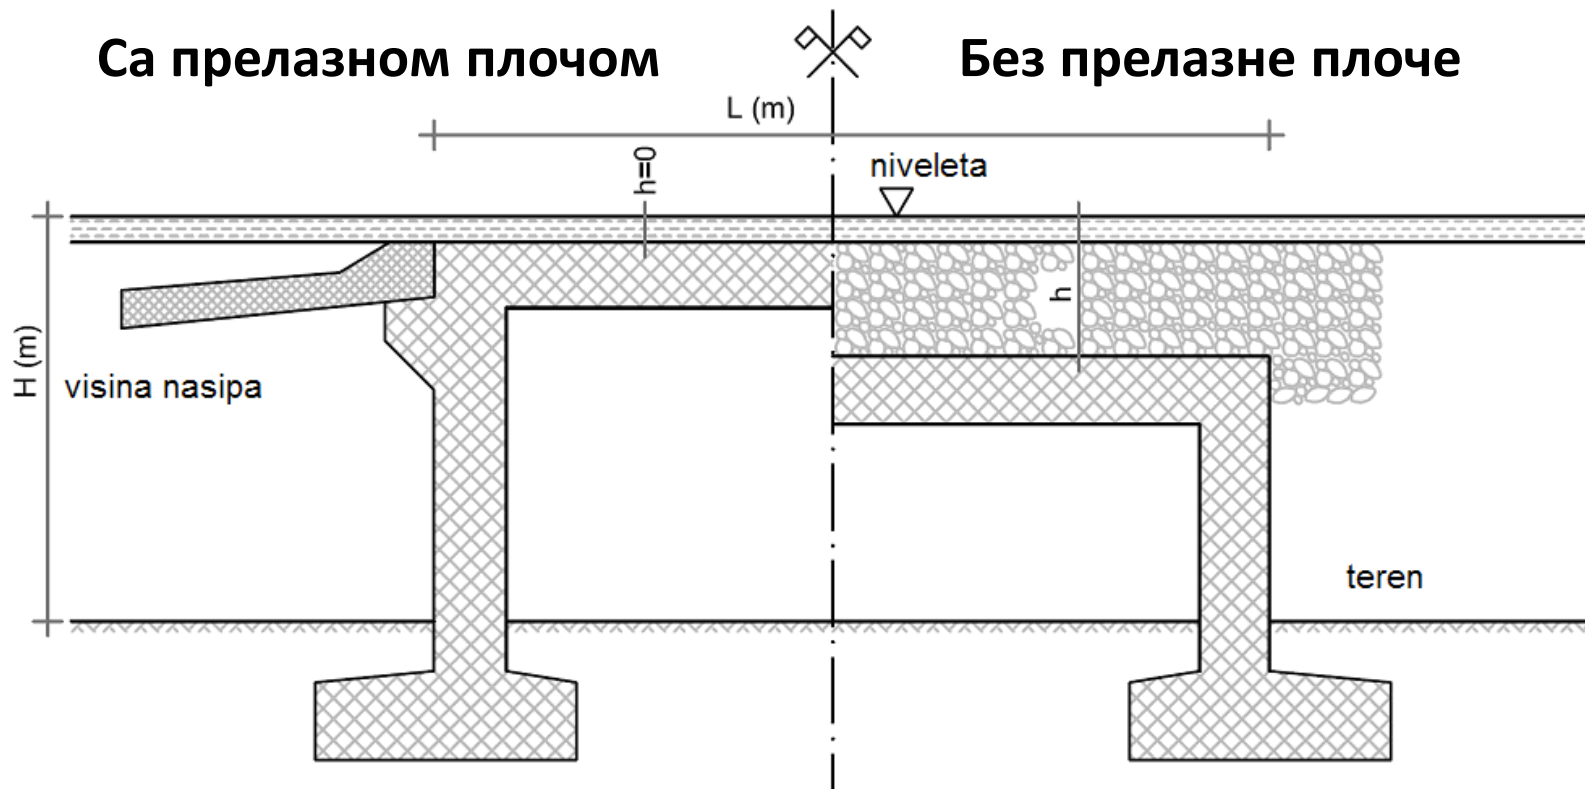 Са прелазном плочом
Без прелазне плоче
L (m)
h=0
niveleta
h
H (m)
visina nasipa
teren